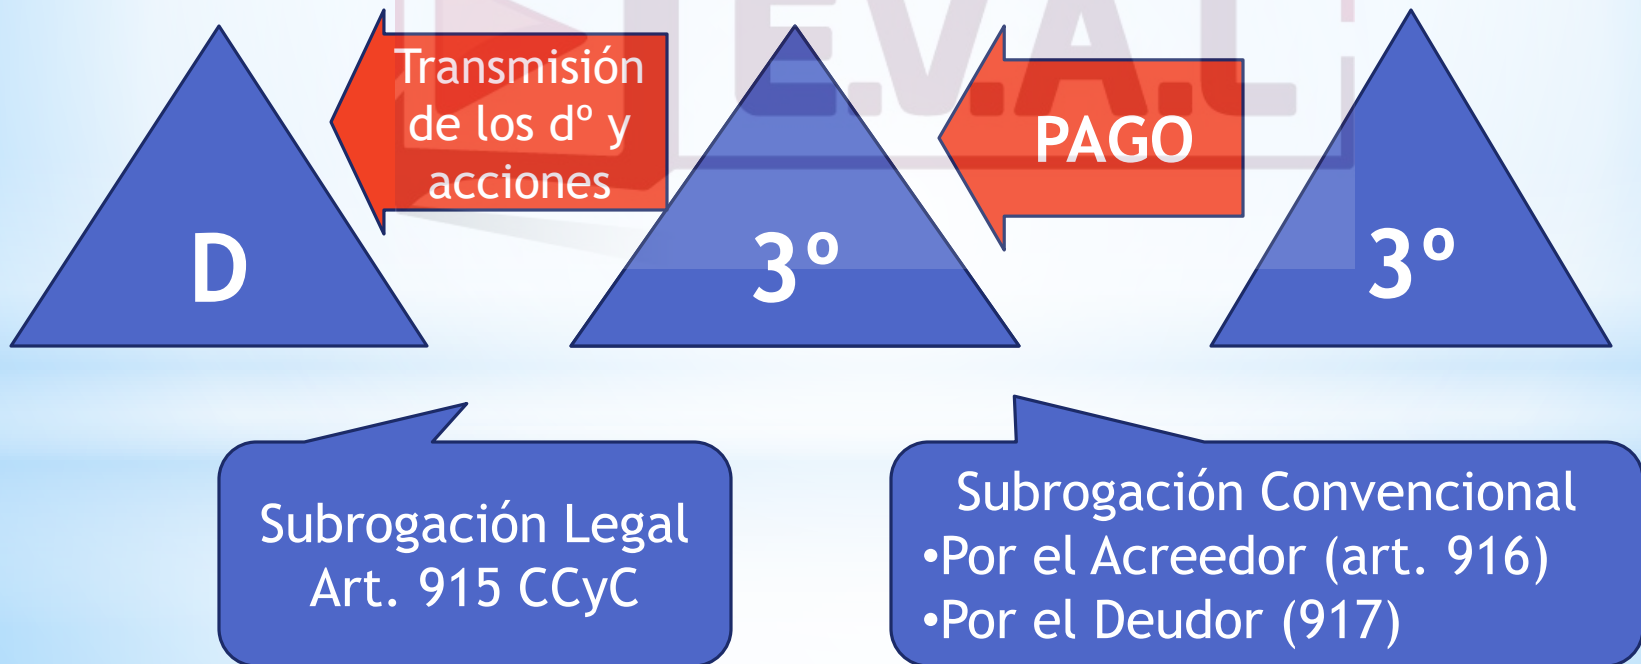 E.V.A.L
Transmisión
de los dº y
acciones
PAGO
D
3º
3º
Subrogación Legal
Art. 915 CCyC
Subrogación Convencional
•Por el Acreedor (art. 916)
•Por el Deudor (917)